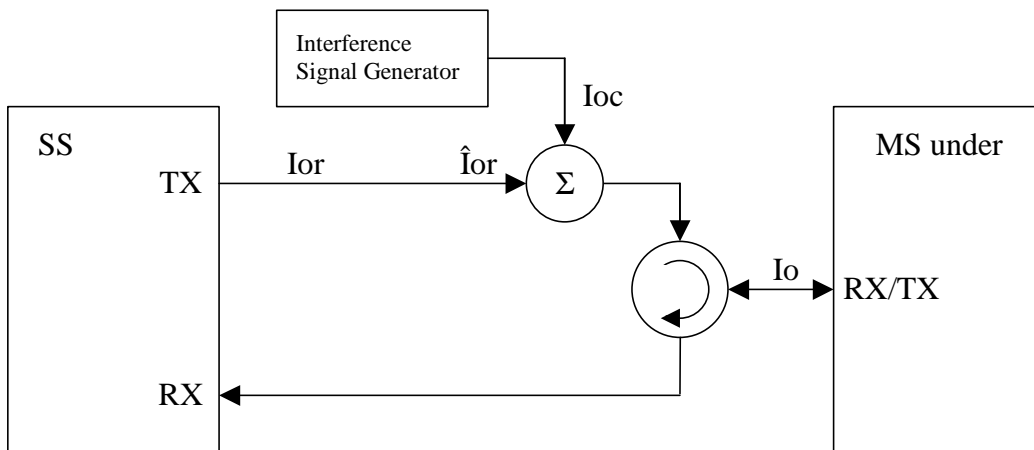 Interference
Signal Generator
Ioc
SS
MS under
TX
Ior
Îor
Σ
Io
RX/TX
RX